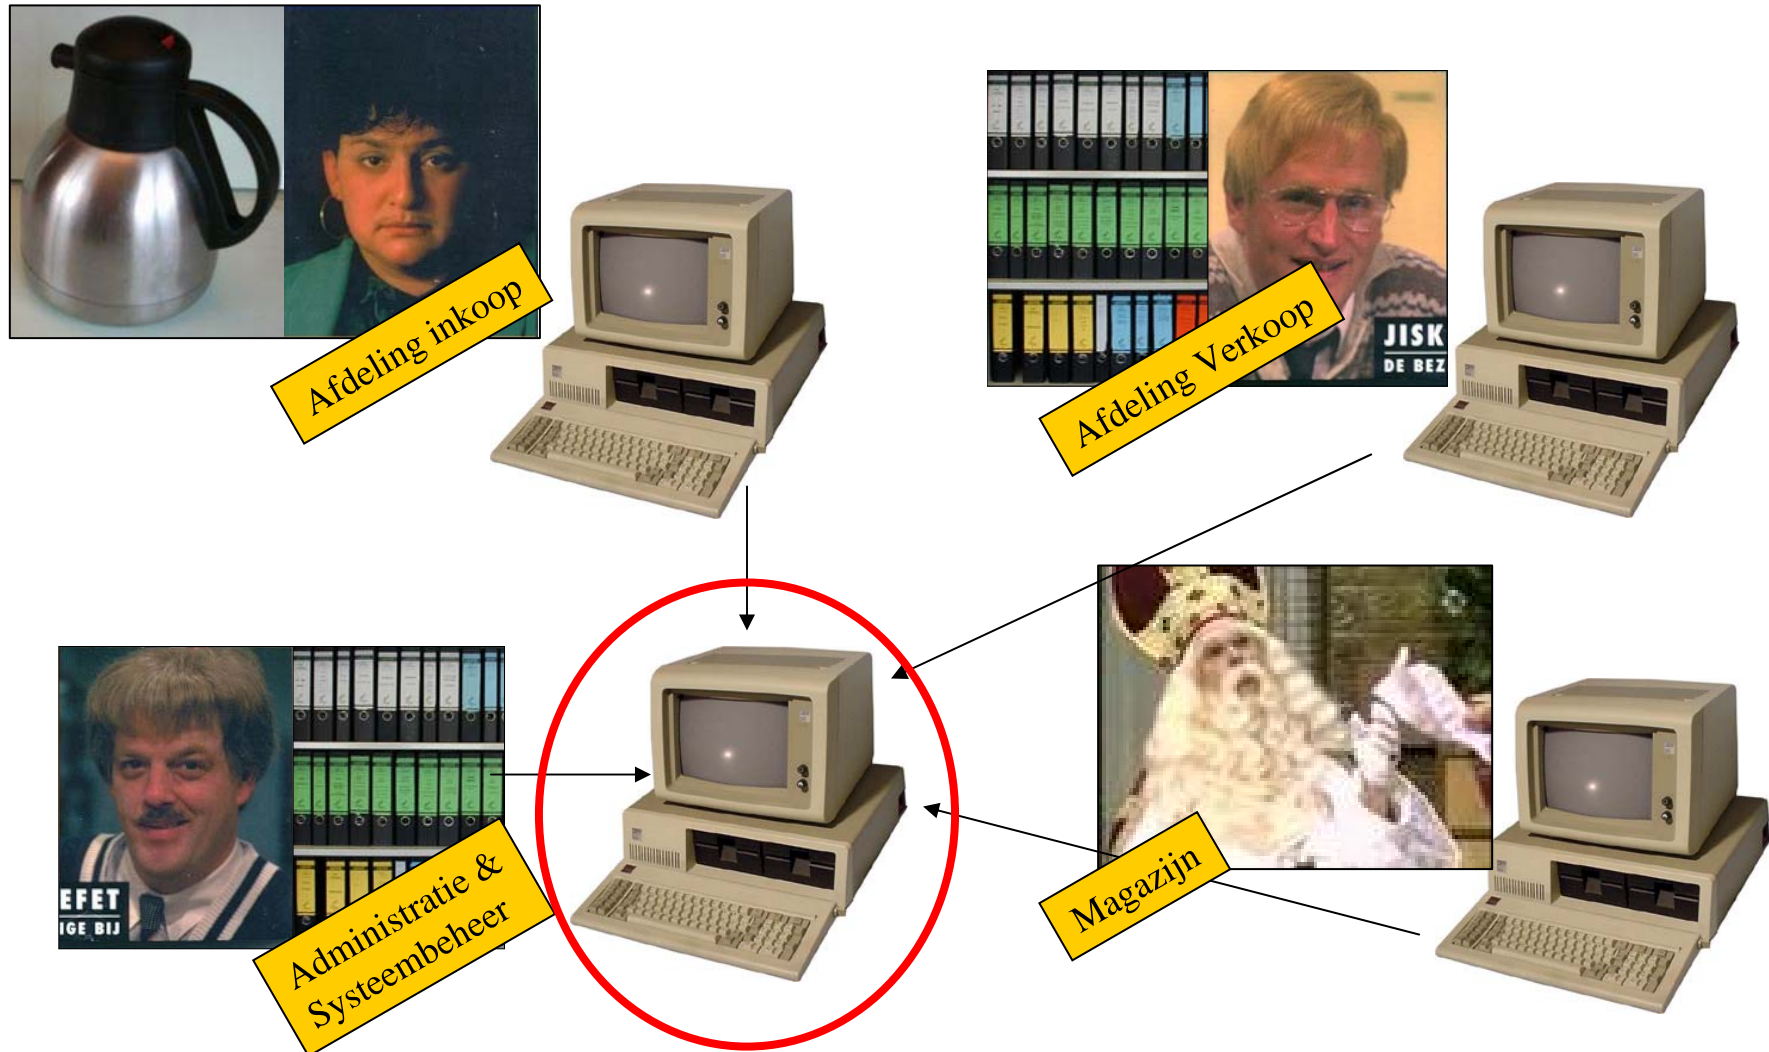 Afdeling inkoop
Afdeling Verkoop
JISK
DE BEZ
EFET
IGE BIJ
Administratie &
Systeembeheer
Magazijn